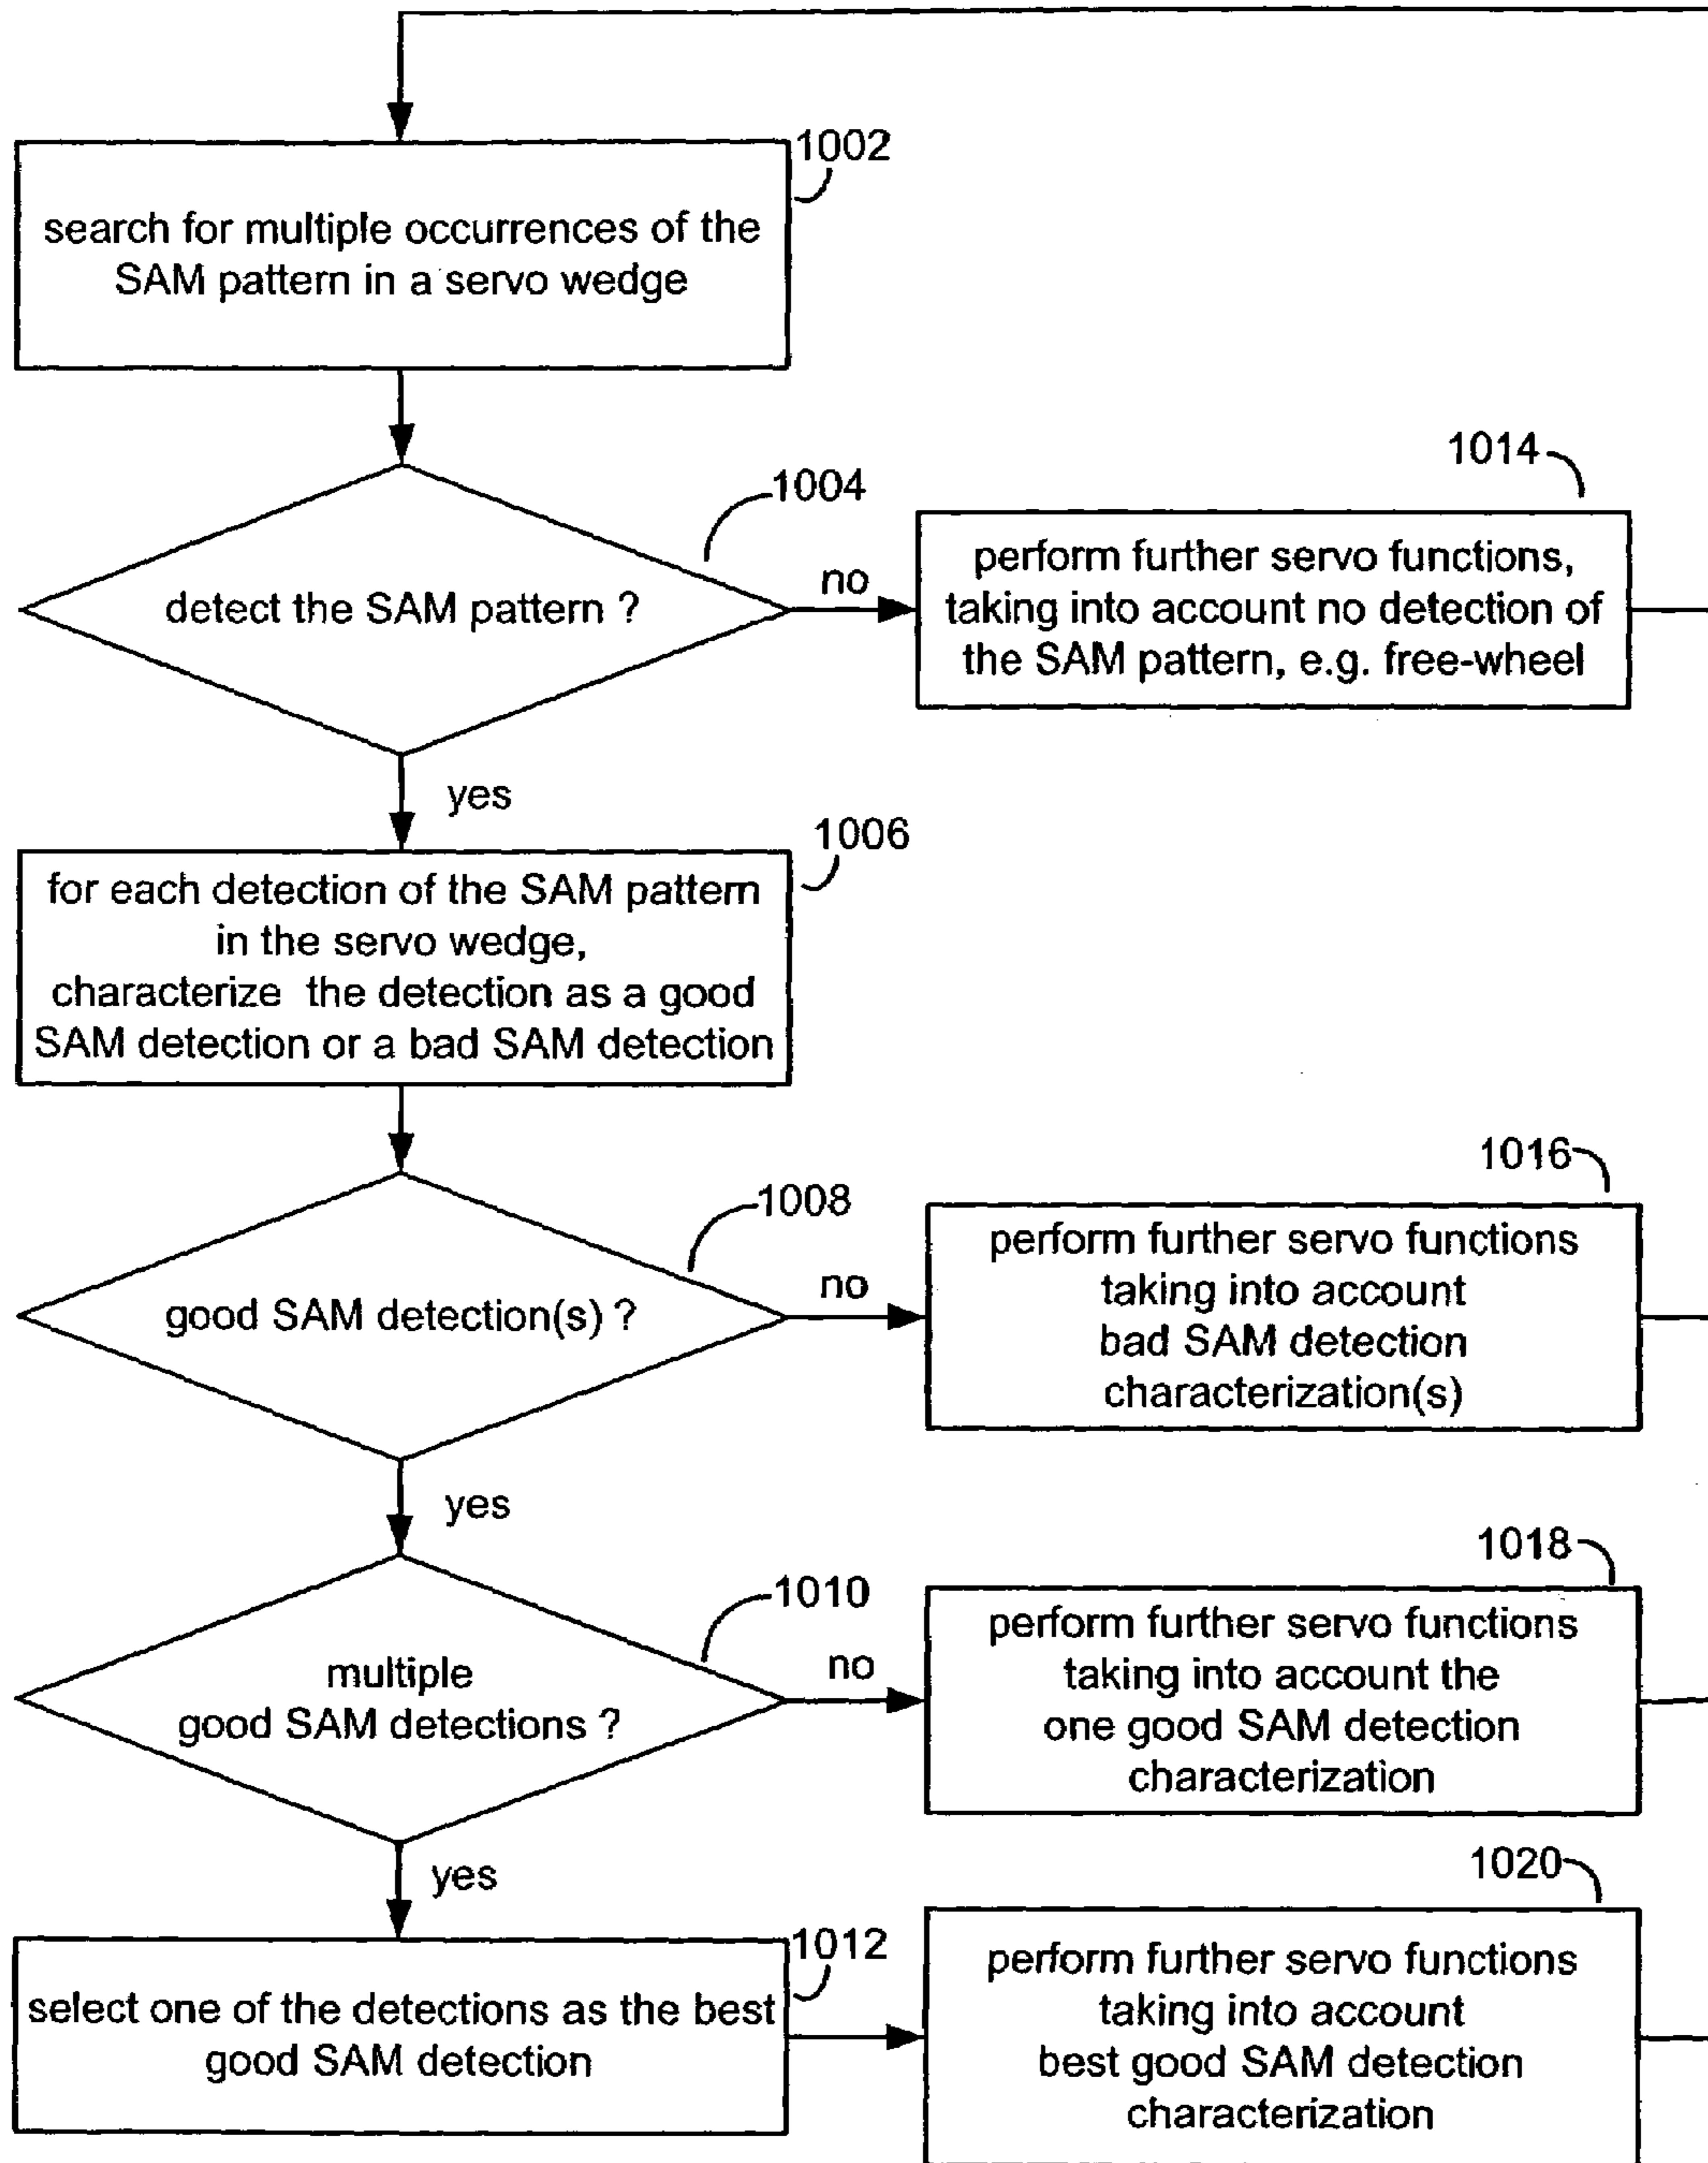 1002
search for multiple occurrences of the
SAM pattern in a servo wedge
1004
detect the SAM pattern ?
no
1014
perform further servo functions,
taking into account no detection of
the SAM pattern, e.g. free-wheel
yes
1006
for each detection of the SAM pattern
in the servo wedge,
characterize the detection as a good
SAM detection or a bad SAM detection
1008
good SAM detection(s) ?
no
1016
perform further servo functions
taking into account
bad SAM detection
characterization(s)
yes
1010
multiple
good SAM detections ?
no
1018
perform further servo functions
taking into account the
one good SAM detection
characterization
yes
1012
select one of the detections as the best
good SAM detection
1020
perform further servo functions
taking into account
best good SAM detection
characterization